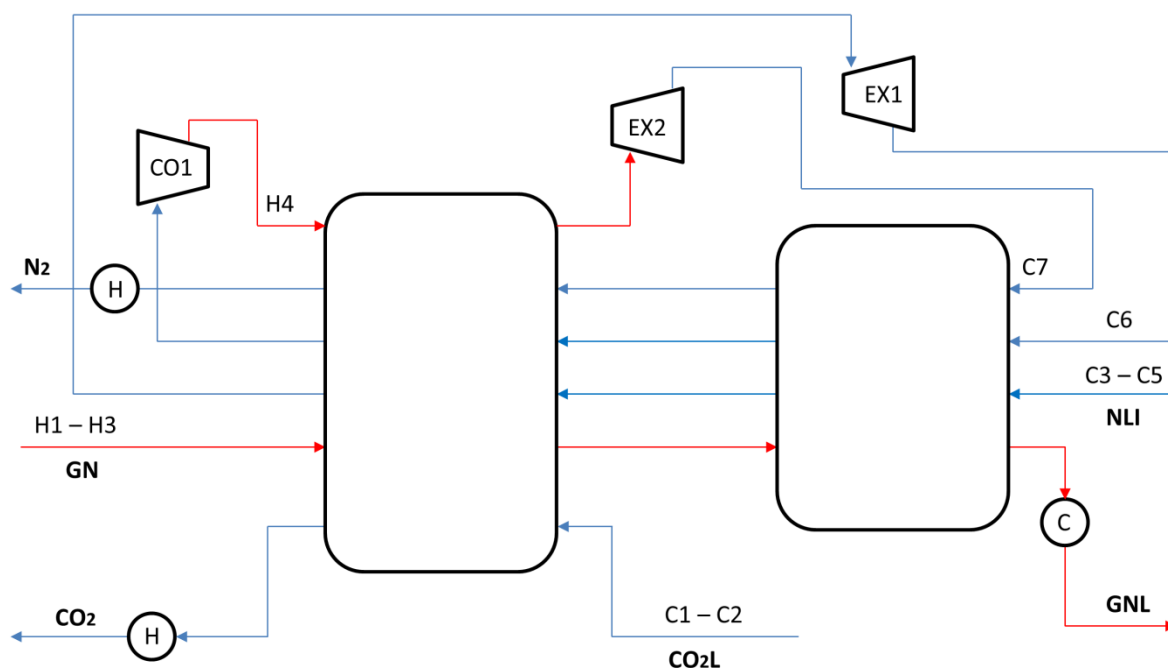 EX1
EX2
CO1
H4
N2
H
C7
C6
C3 – C5
NLI
H1 – H3
GN
C
GNL
CO2
H
C1 – C2
CO2L